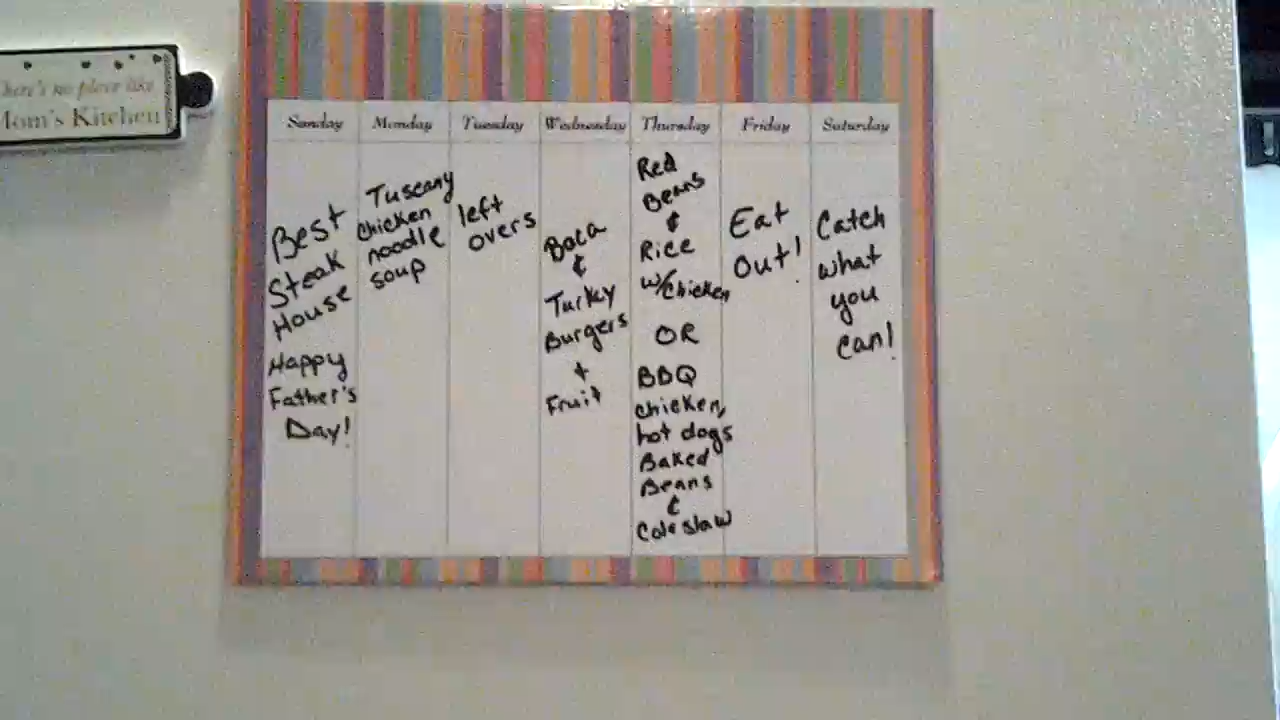 here's no place like
Mom's Kitchen
Sunday Monday Tuesday Wednesday Thursday Friday Saturday
Best
Steak
House
Happy
Father's
Day!
Tuscany
chicken
noodle
soup
left
overs
Boca
&
Turkey
Burgers
+
Fruit
Red
Beans
&
Rice
w/chicken
OR
BBQ
chicken,
hot dogs
Baked
Beans
&
Coleslaw
Eat
Out!
Catch
what
you
can!